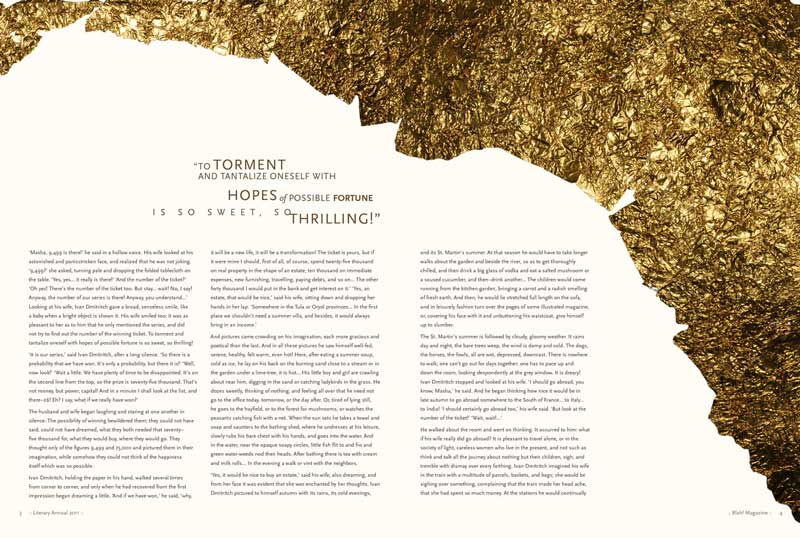 “TO TORMENT
AND TANTALIZE ONESELF WITH
HOPES of POSSIBLE FORTUNE
IS SO SWEET, SO
THRILLING!”
‘Masha, 9,499 is there!’ he said in a hollow voice. His wife looked at his
astonished and panicstricken face, and realized that he was not joking.
‘9,499?’ she asked, turning pale and dropping the folded tablecloth on
the table. ‘Yes, yes… it really is there!’ ‘And the number of the ticket?’
‘Oh yes! There’s the number of the ticket too. But stay… wait! No, I say!
Anyway, the number of our series is there! Anyway, you understand…’
Looking at his wife, Ivan Dmitritch gave a broad, senseless smile, like
a baby when a bright object is shown it. His wife smiled too; it was as
pleasant to her as to him that he only mentioned the series, and did
not try to find out the number of the winning ticket. To torment and
tantalize oneself with hopes of possible fortune is so sweet, so thrilling!
‘It is our series,’ said Ivan Dmitritch, after a long silence. ‘So there is a
probability that we have won. It’s only a probability, but there it is!’ ‘Well,
now look!’ ‘Wait a little. We have plenty of time to be disappointed. It’s on
the second line from the top, so the prize is seventy-five thousand. That’s
not money, but power, capital! And in a minute I shall look at the list, and
there–26! Eh? I say, what if we really have won?’
The husband and wife began laughing and staring at one another in
silence. The possibility of winning bewildered them; they could not have
said, could not have dreamed, what they both needed that seventy-
five thousand for, what they would buy, where they would go. They
thought only of the figures 9,499 and 75,000 and pictured them in their
imagination, while somehow they could not think of the happiness
itself which was so possible.
Ivan Dmitritch, holding the paper in his hand, walked several times
from corner to corner, and only when he had recovered from the first
impression began dreaming a little. ‘And if we have won,’ he said, ‘why,
it will be a new life, it will be a transformation! The ticket is yours, but if
it were mine I should, first of all, of course, spend twenty-five thousand
on real property in the shape of an estate; ten thousand on immediate
expenses, new furnishing, travelling, paying debts, and so on… The other
forty thousand I would put in the bank and get interest on it.’ ‘Yes, an
estate, that would be nice,’ said his wife, sitting down and dropping her
hands in her lap. ‘Somewhere in the Tula or Oryol provinces… In the first
place we shouldn’t need a summer villa, and besides, it would always
bring in an income.’
And pictures came crowding on his imagination, each more gracious and
poetical than the last. And in all these pictures he saw himself well-fed,
serene, healthy, felt warm, even hot! Here, after eating a summer soup,
cold as ice, he lay on his back on the burning sand close to a stream or in
the garden under a lime-tree, it is hot… His little boy and girl are crawling
about near him, digging in the sand or catching ladybirds in the grass. He
dozes sweetly, thinking of nothing, and feeling all over that he need not
go to the office today, tomorrow, or the day after. Or, tired of lying still,
he goes to the hayfield, or to the forest for mushrooms, or watches the
peasants catching fish with a net. When the sun sets he takes a towel and
soap and saunters to the bathing shed, where he undresses at his leisure,
slowly rubs his bare chest with his hands, and goes into the water. And
in the water, near the opaque soapy circles, little fish flit to and fro and
green water-weeds nod their heads. After bathing there is tea with cream
and milk rolls… In the evening a walk or vint with the neighbors.
‘Yes, it would be nice to buy an estate,’ said his wife, also dreaming, and
from her face it was evident that she was enchanted by her thoughts. Ivan
Dmitritch pictured to himself autumn with its rains, its cold evenings,
and its St. Martin’s summer. At that season he would have to take longer
walks about the garden and beside the river, so as to get thoroughly
chilled, and then drink a big glass of vodka and eat a salted mushroom or
a soused cucumber, and then–drink another… The children would come
running from the kitchen-garden, bringing a carrot and a radish smelling
of fresh earth. And then, he would lie stretched full length on the sofa,
and in leisurely fashion turn over the pages of some illustrated magazine,
or, covering his face with it and unbuttoning his waistcoat, give himself
up to slumber.
The St. Martin’s summer is followed by cloudy, gloomy weather. It rains
day and night, the bare trees weep, the wind is damp and cold. The dogs,
the horses, the fowls, all are wet, depressed, downcast. There is nowhere
to walk; one can’t go out for days together; one has to pace up and
down the room, looking despondently at the grey window. It is dreary!
Ivan Dmitritch stopped and looked at his wife. ‘I should go abroad, you
know, Masha,’ he said. And he began thinking how nice it would be in
late autumn to go abroad somewhere to the South of France… to Italy…
to India! ‘I should certainly go abroad too,’ his wife said. ‘But look at the
number of the ticket!’ ‘Wait, wait!…’
He walked about the room and went on thinking. It occurred to him: what
if his wife really did go abroad? It is pleasant to travel alone, or in the
society of light, careless women who live in the present, and not such as
think and talk all the journey about nothing but their children, sigh, and
tremble with dismay over every farthing. Ivan Dmitritch imagined his wife
in the train with a multitude of parcels, baskets, and bags; she would be
sighing over something, complaining that the train made her head ache,
that she had spent so much money. At the stations he would continually
3 :: Literary Annual 2011 ::
:: Blah! Magazine :: 4